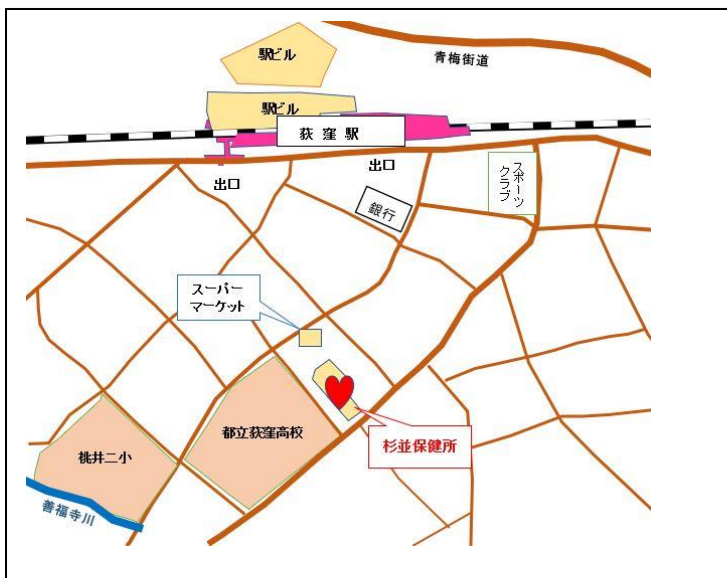 駅ビル
青梅街道
駅ビル
荻窪駅
出口
出口
スポーツ
クラブ
銀行
スーパー
マーケット
都立荻窪高校
杉並保健所
桃井二小
善福寺川